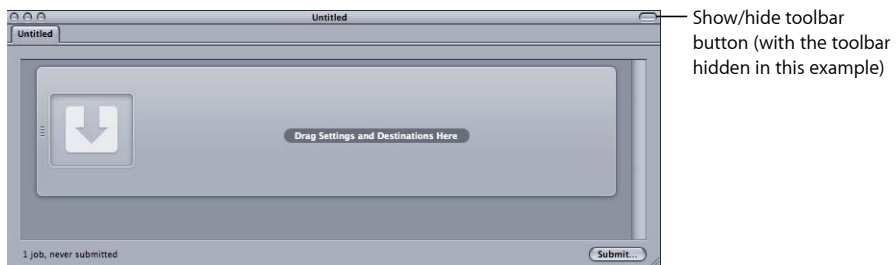 Untitled
Show/hide toolbar
button (with the toolbar
hidden in this example)
Untitled
Drag Settings and Destinations Here
1 job, never submitted
Submit...